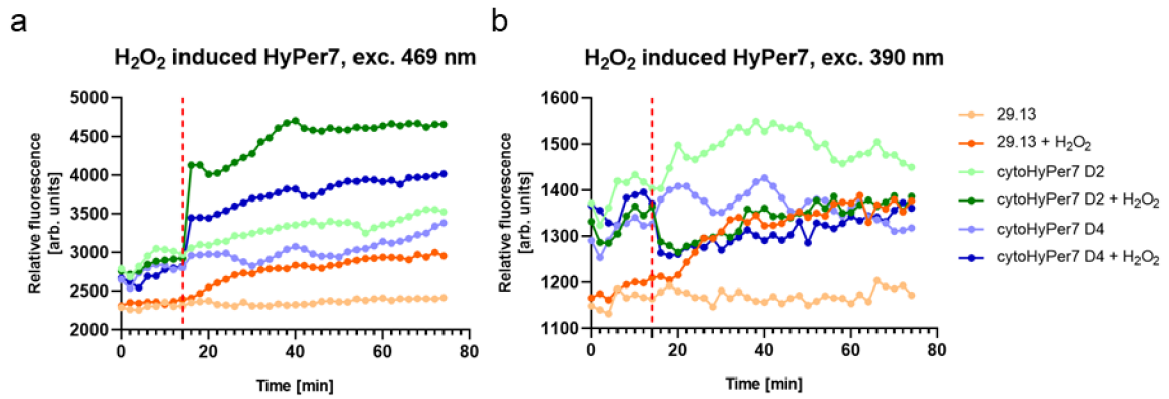 a
H₂O₂ induced HyPer7, exc. 469 nm
5000
4500
4000
3500
3000
2500
2000
Relative fluorescence
[arb. units]
0
20
40
60
80
Time [min]
b
H₂O₂ induced HyPer7, exc. 390 nm
1600
1500
1400
1300
1200
1100
Relative fluorescence
[arb. units]
0
20
40
60
80
Time [min]
29.13
29.13 + H₂O₂
cytoHyPer7 D2
cytoHyPer7 D2 + H₂O₂
cytoHyPer7 D4
cytoHyPer7 D4 + H₂O₂